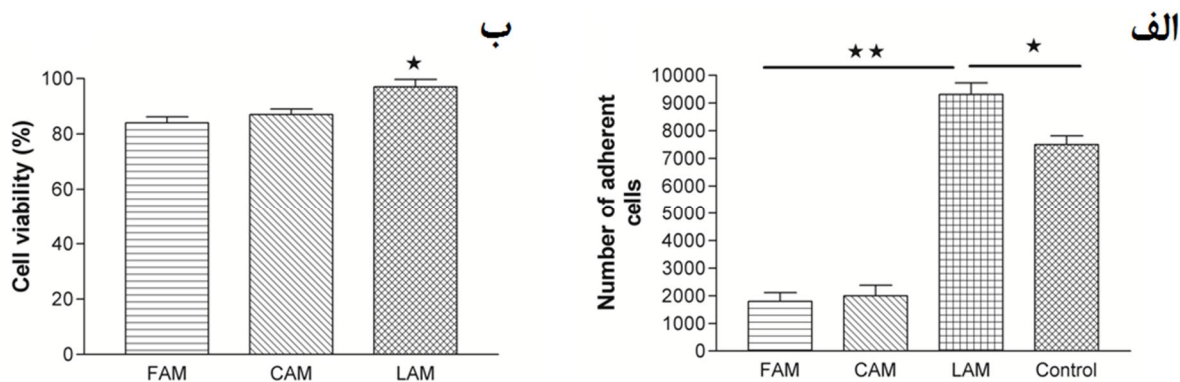 الف
★★
★
Number of adherent
cells
10000
9000
8000
7000
6000
5000
4000
3000
2000
1000
0
FAM CAM LAM Control
ب
★
Cell viability (%)
100
80
60
40
20
0
FAM CAM LAM